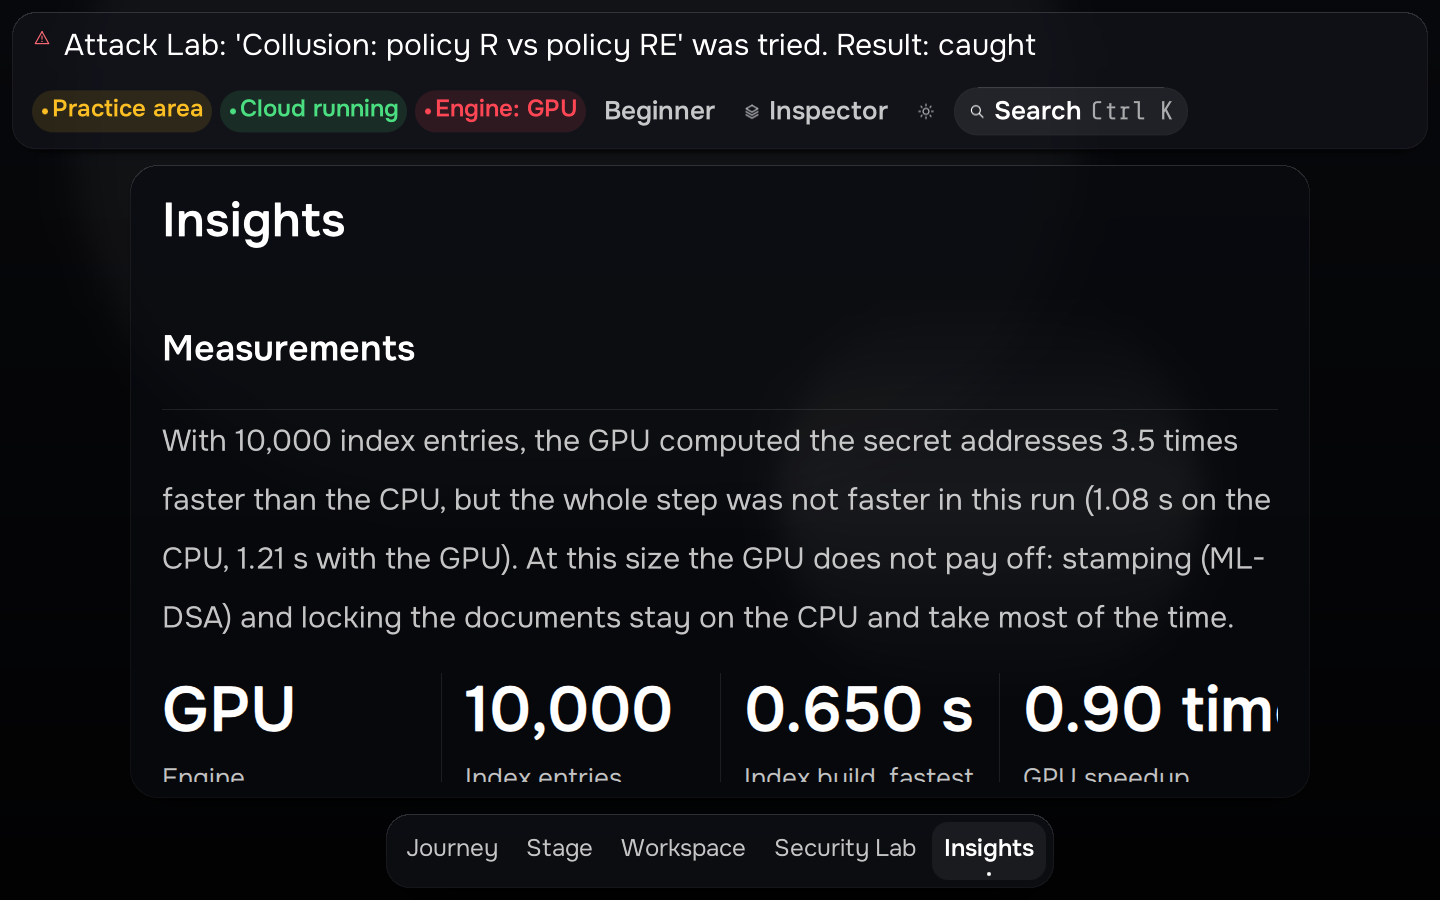 Attack Lab: 'Collusion: policy R vs policy RE' was tried. Result: caught
Practice area
Cloud running
Engine: GPU
Beginner
Inspector
Search Ctrl K
Insights
Measurements
With 10,000 index entries, the GPU computed the secret addresses 3.5 times
faster than the CPU, but the whole step was not faster in this run (1.08 s on the
CPU, 1.21 s with the GPU). At this size the GPU does not pay off: stamping (ML-
DSA) and locking the documents stay on the CPU and take most of the time.
GPU
Engine
10,000
Index entries
0.650 s
Index build, fastest
0.90
GPU speedup
Journey
Stage
Workspace
Security Lab
Insights